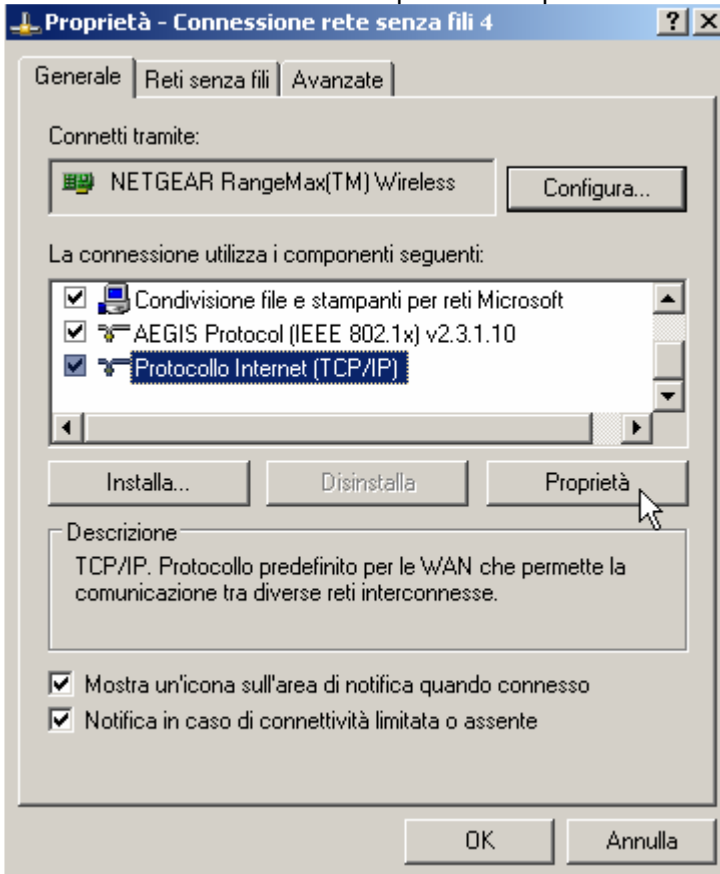 Proprietà - Connessione rete senza fili 4
Generale Reti senza fili Avanzate
Connetti tramite:
NETGEAR RangeMax(TM) Wireless Configura...
La connessione utilizza i componenti seguenti:
Condivisione file e stampanti per reti Microsoft
AEGIS Protocol (IEEE 802.1x) v2.3.1.10
Protocollo Internet (TCP/IP)
Installa... Disinstalla Proprietà
Descrizione
TCP/IP. Protocollo predefinito per le WAN che permette la
comunicazione tra diverse reti interconnesse.
Mostra un'icona sull'area di notifica quando connesso
Notifica in caso di connettività limitata o assente
OK Annulla